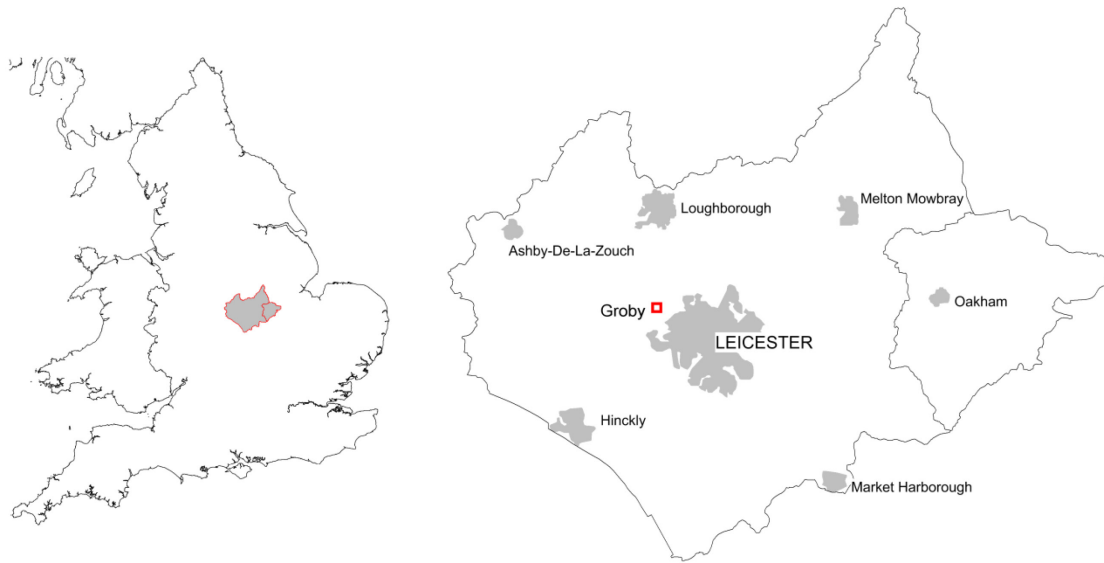 Melton Mowbray
Loughborough
Ashby-De-La-Zouch
Oakham
Groby
LEICESTER
Hinckly
Market Harborough